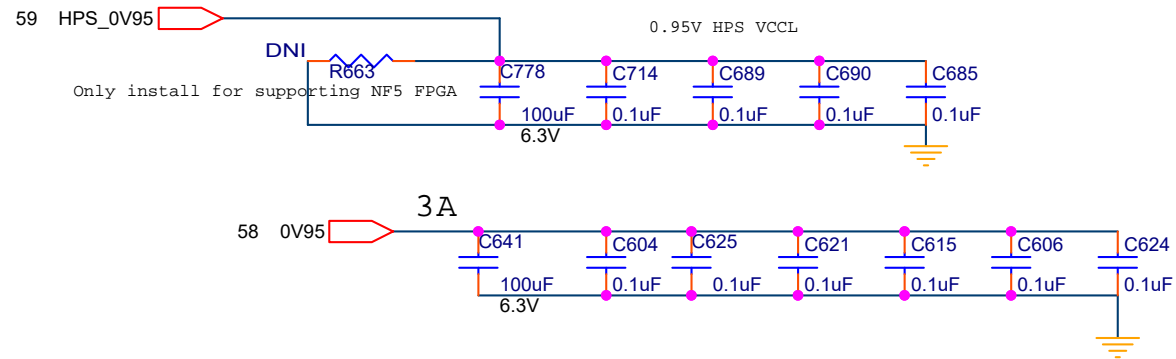 59 HPS_0V95
0.95V HPS VCCL
DNI
R663
C778 C714 C689 C690 C685
Only install for supporting NF5 FPGA
100uF 0.1uF 0.1uF 0.1uF 0.1uF
6.3V
3A
58 0V95
C641 C604 C625 C621 C615 C606 C624
100uF 0.1uF 0.1uF 0.1uF 0.1uF 0.1uF 0.1uF
6.3V